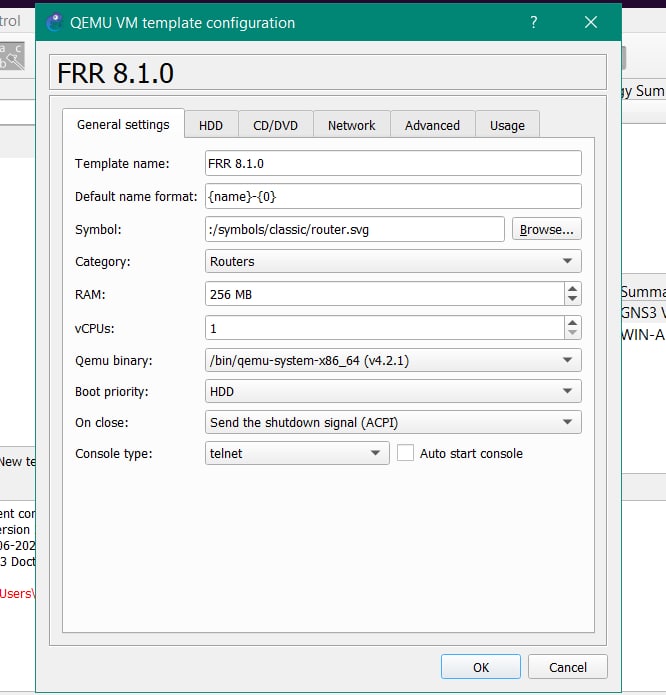 QEMU VM template configuration
?
FRR 8.1.0
General settings
HDD
CD/DVD
Network
Advanced
Usage
Template name:
FRR 8.1.0
Default name format:
{name}-{0}
Symbol:
:/symbols/classic/router.svg
Browse...
Category:
Routers
RAM:
256 MB
vCPUs:
1
Qemu binary:
/bin/qemu-system-x86_64 (v4.2.1)
Boot priority:
HDD
On close:
Send the shutdown signal (ACPI)
Console type:
telnet
Auto start console
OK
Cancel
trol
a c
b
gy Sum
Summa
GNS3 V
WIN-A
New te
ent con
ersion
06-202
3 Doct
Users\